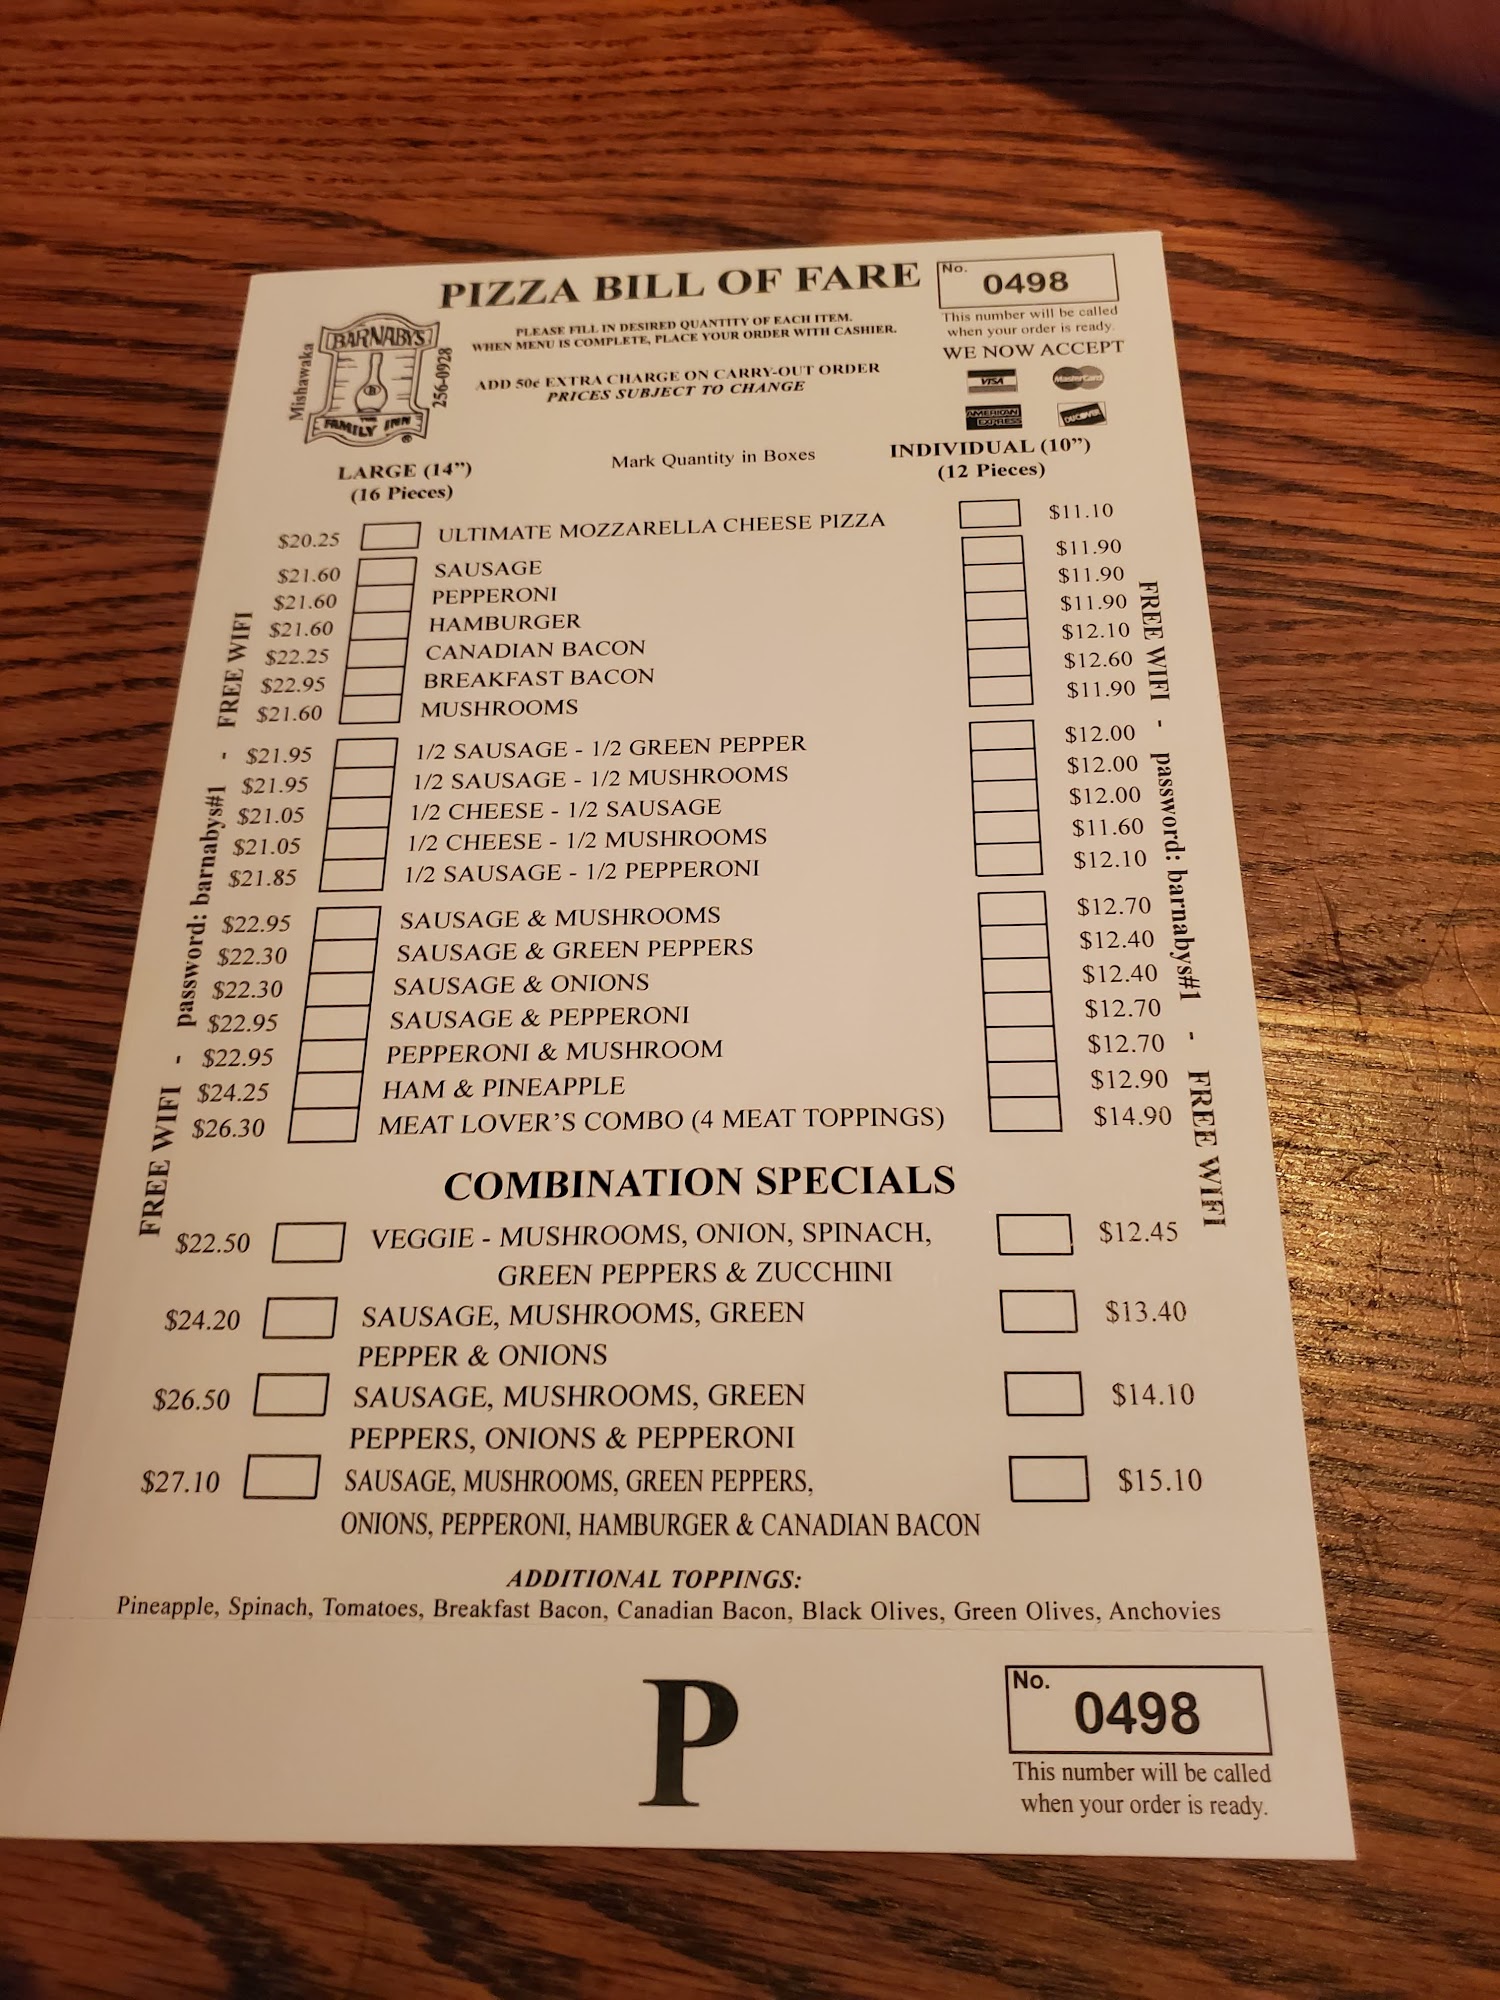 PIZZA BILL OF FARE
No. 0498
This number will be called
when your order is ready.
PLEASE FILL IN DESIRED QUANTITY OF EACH ITEM.
WHEN MENU IS COMPLETE, PLACE YOUR ORDER WITH CASHIER.
ADD 50¢ EXTRA CHARGE ON CARRY-OUT ORDER
PRICES SUBJECT TO CHANGE
Mishawaka
BARNABYS
THE
FAMILY INN ®
256-0928
WE NOW ACCEPT
VISA MasterCard
AMERICAN EXPRESS DISCOVER
LARGE (14”)
(16 Pieces)
Mark Quantity in Boxes
INDIVIDUAL (10”)
(12 Pieces)
$20.25 ULTIMATE MOZZARELLA CHEESE PIZZA $11.10
$21.60 SAUSAGE $11.90
$21.60 PEPPERONI $11.90
$21.60 HAMBURGER $11.90
$22.25 CANADIAN BACON $12.10
$22.95 BREAKFAST BACON $12.60
$21.60 MUSHROOMS $11.90
$21.95 1/2 SAUSAGE - 1/2 GREEN PEPPER $12.00
$21.95 1/2 SAUSAGE - 1/2 MUSHROOMS $12.00
$21.05 1/2 CHEESE - 1/2 SAUSAGE $12.00
$21.05 1/2 CHEESE - 1/2 MUSHROOMS $11.60
$21.85 1/2 SAUSAGE - 1/2 PEPPERONI $12.10
$22.95 SAUSAGE & MUSHROOMS $12.70
$22.30 SAUSAGE & GREEN PEPPERS $12.40
$22.30 SAUSAGE & ONIONS $12.40
$22.95 SAUSAGE & PEPPERONI $12.70
$22.95 PEPPERONI & MUSHROOM $12.70
$24.25 HAM & PINEAPPLE $12.90
$26.30 MEAT LOVER’S COMBO (4 MEAT TOPPINGS) $14.90
FREE WIFI - password: barnabys#1 - FREE WIFI
FREE WIFI - password: barnabys#1 - FREE WIFI
COMBINATION SPECIALS
$22.50 VEGGIE - MUSHROOMS, ONION, SPINACH, $12.45
GREEN PEPPERS & ZUCCHINI
$24.20 SAUSAGE, MUSHROOMS, GREEN $13.40
PEPPER & ONIONS
$26.50 SAUSAGE, MUSHROOMS, GREEN $14.10
PEPPERS, ONIONS & PEPPERONI
$27.10 SAUSAGE, MUSHROOMS, GREEN PEPPERS, $15.10
ONIONS, PEPPERONI, HAMBURGER & CANADIAN BACON
ADDITIONAL TOPPINGS:
Pineapple, Spinach, Tomatoes, Breakfast Bacon, Canadian Bacon, Black Olives, Green Olives, Anchovies
P
No. 0498
This number will be called
when your order is ready.